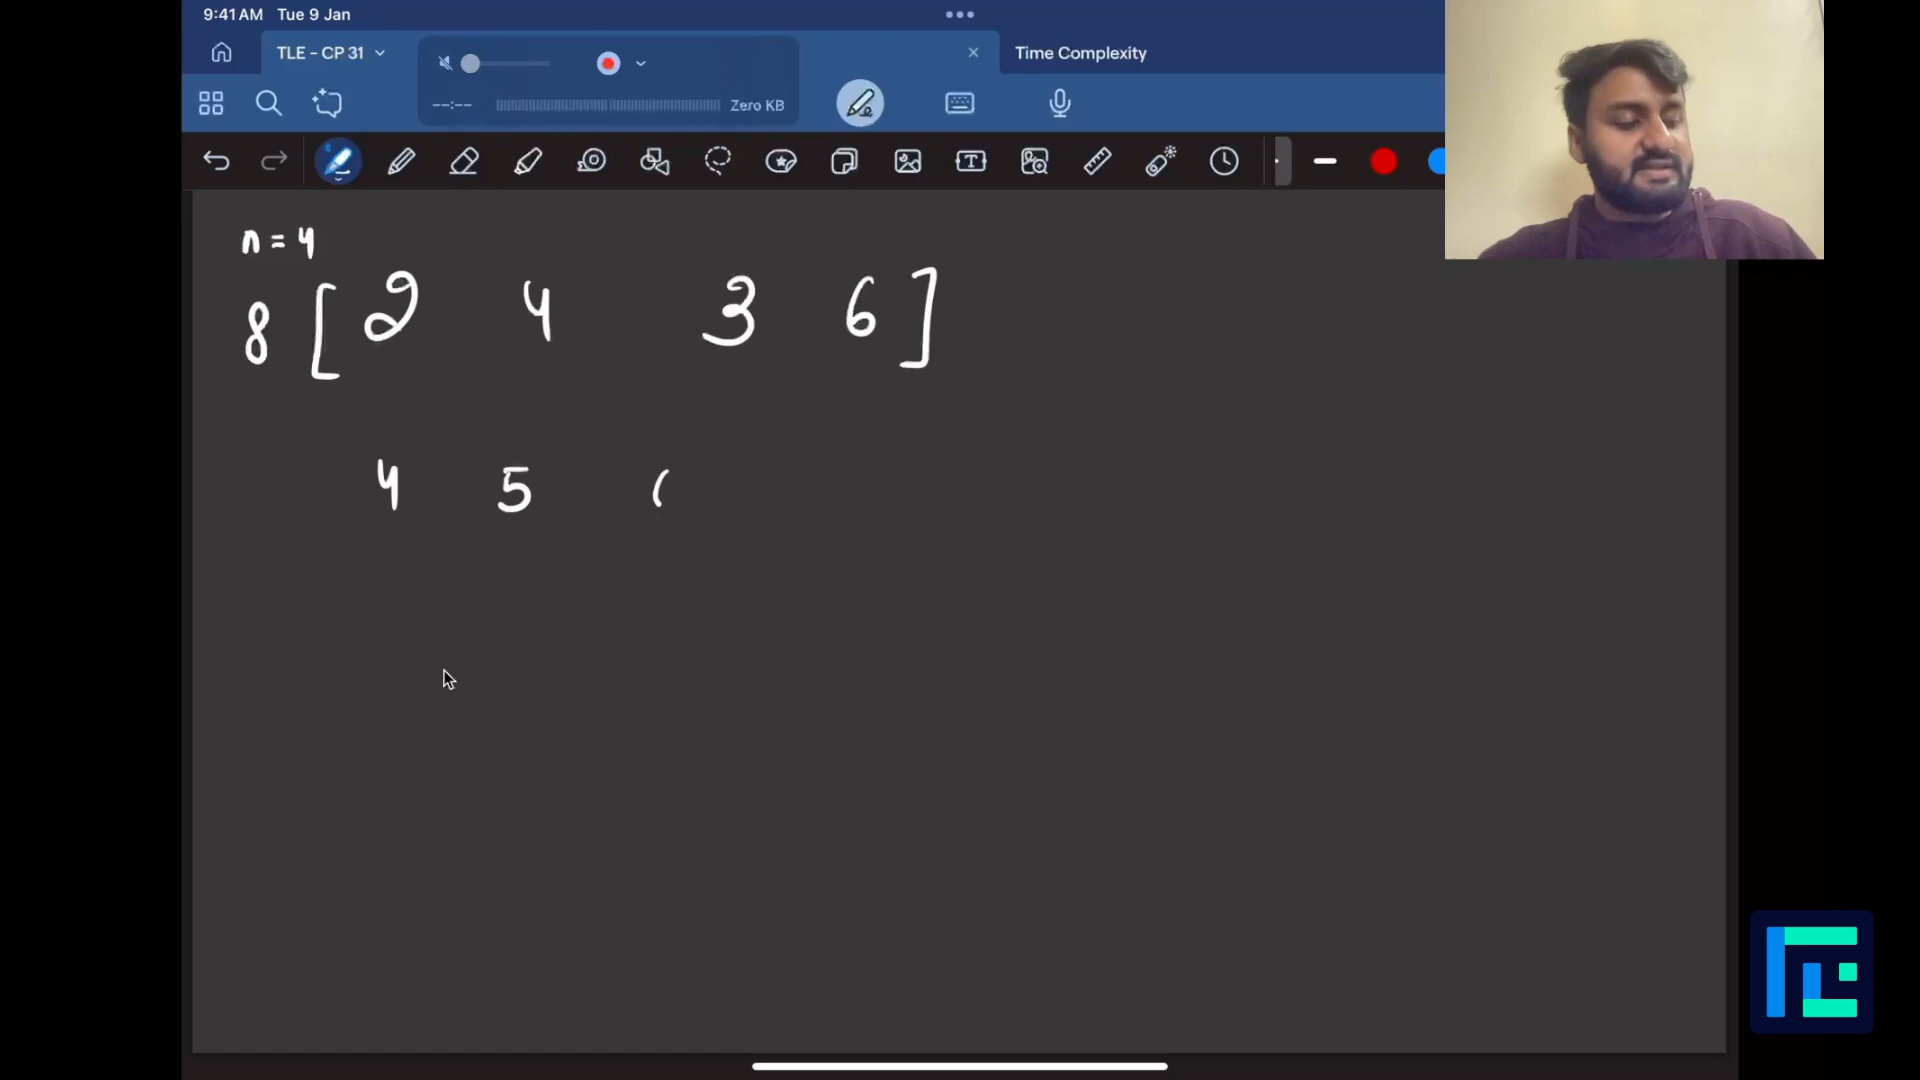 9:41 AM Tue 9 Jan
TLE - CP 31
Time Complexity
--:-- Zero KB
n = 4
8 [ 2 4 3 6 ]
4 5 (